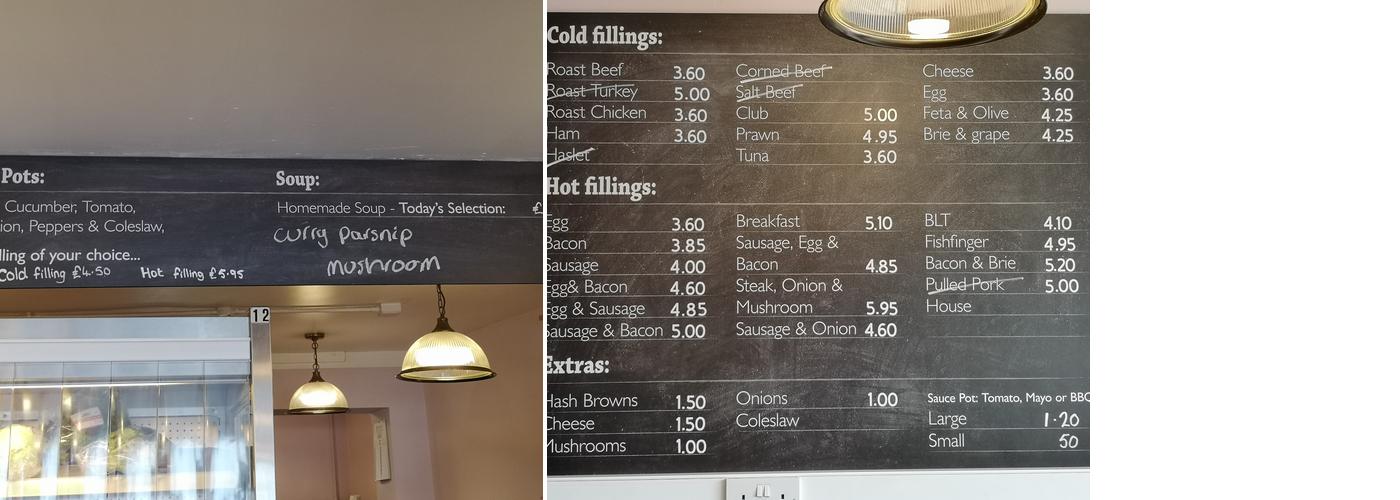 Pots:
Cucumber, Tomato,
Peppers & Coleslaw,
of your choice...
Cold filling £4.50 Hot filling £5.95
Soup:
Homemade Soup - Today's Selection: £
Curry Parsnip
Mushroom
12
Cold fillings:
Roast Beef 3.60
Roast Turkey 5.00
Roast Chicken 3.60
Ham 3.60
Haslet
Corned Beef
Salt Beef
Club 5.00
Prawn 4.95
Tuna 3.60
Cheese 3.60
Egg 3.60
Feta & Olive 4.25
Brie & grape 4.25
Hot fillings:
Egg 3.60
Bacon 3.85
Sausage 4.00
Egg& Bacon 4.60
Egg & Sausage 4.85
Sausage & Bacon 5.00
Breakfast 5.10
Sausage, Egg &
Bacon 4.85
Steak, Onion &
Mushroom 5.95
Sausage & Onion 4.60
BLT 4.10
Fishfinger 4.95
Bacon & Brie 5.20
Pulled Pork 5.00
House
Extras:
Hash Browns 1.50
Cheese 1.50
Mushrooms 1.00
Onions 1.00
Coleslaw
Sauce Pot: Tomato, Mayo or BBQ
Large 1.20
Small 50